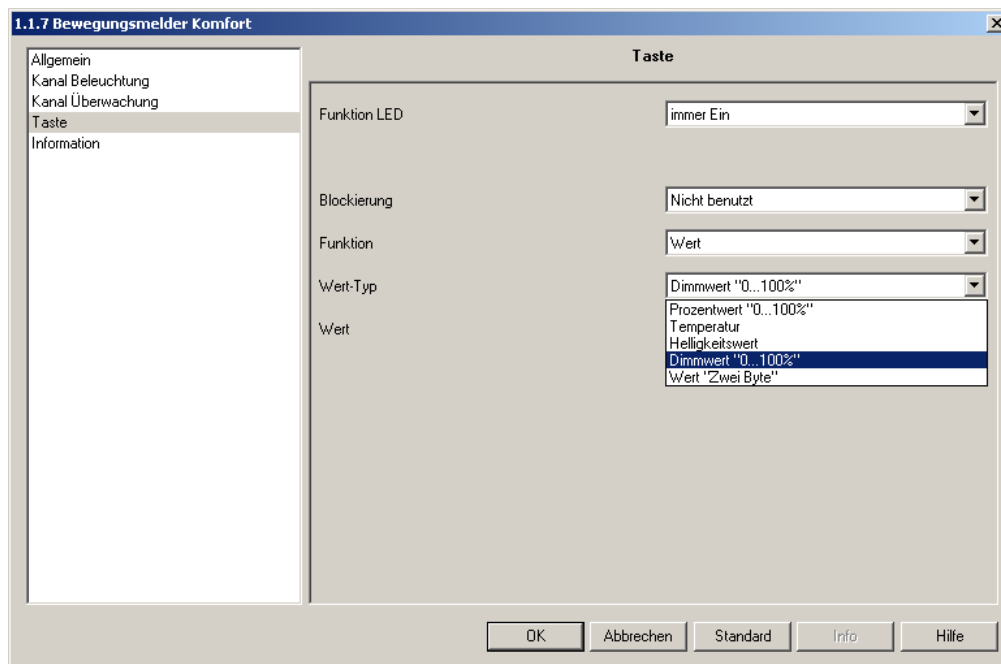 1.1.7 Bewegungsmelder Komfort
Allgemein
Kanal Beleuchtung
Kanal Überwachung
Taste
Information
Taste
Funktion LED
immer Ein
Blockierung
Nicht benutzt
Funktion
Wert
Wert-Typ
Dimmwert "0...100%"
Prozentwert "0...100%"
Temperatur
Helligkeitswert
Dimmwert "0...100%"
Wert "Zwei Byte"
Wert
OK
Abbrechen
Standard
Info
Hilfe